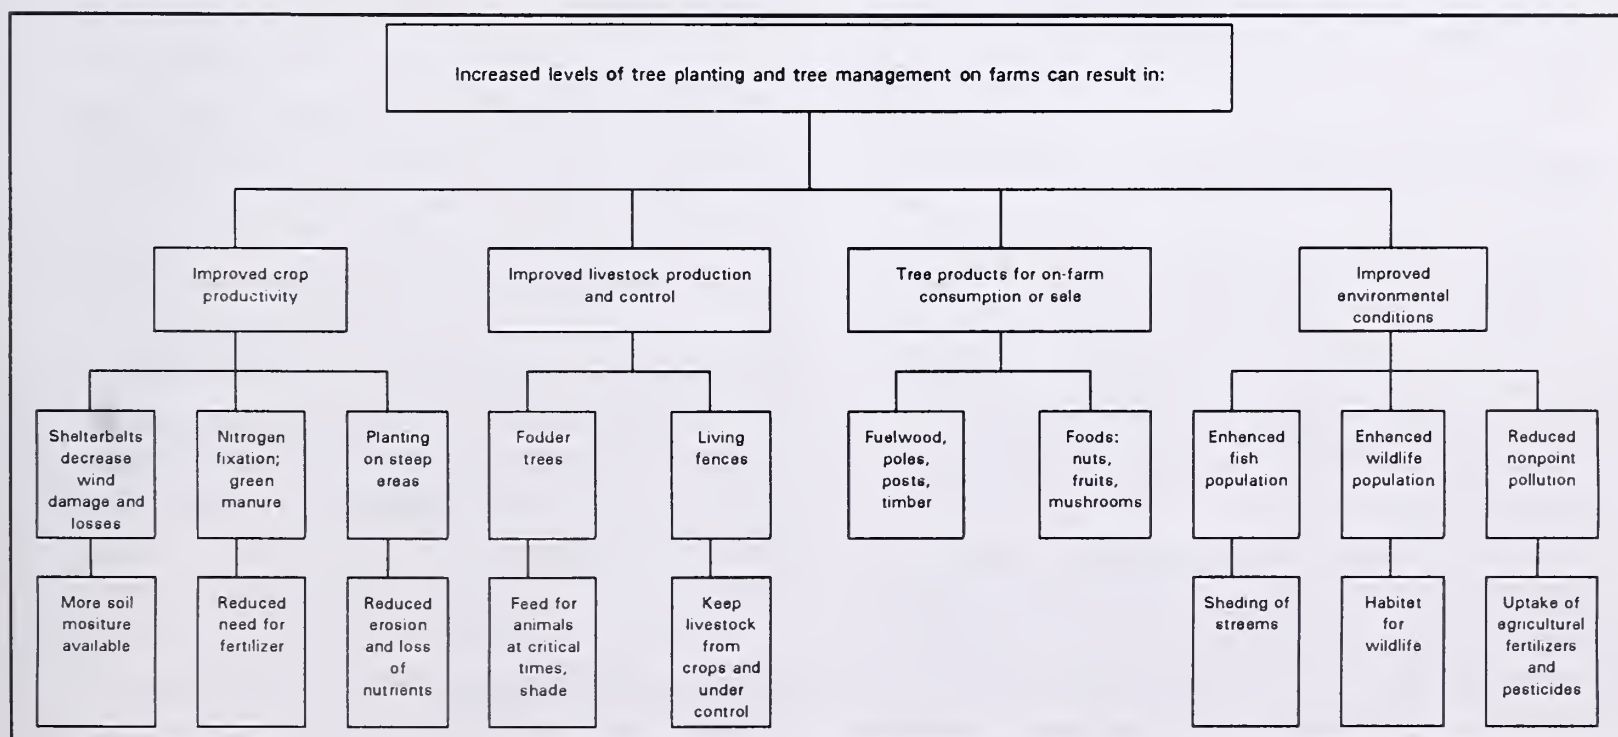 Increased levels of tree planting and tree management on farms can result in:
Improved crop
productivity
Improved livestock production
and control
Tree products for on-farm
consumption or sale
Improved
environmental
conditions
Shelterbelts
decrease
wind
damage and
losses
Nitrogen
fixation;
green
manure
Planting
on steep
areas
Fodder
trees
Living
fences
Fuelwood,
poles,
posts,
timber
Foods:
nuts,
fruits,
mushrooms
Enhanced
fish
population
Enhanced
wildlife
population
Reduced
nonpoint
pollution
More soil
mositure
available
Reduced
need for
fertilizer
Reduced
erosion
and loss
of
nutrients
Feed for
animals
at critical
times,
shade
Keep
livestock
from
crops and
under
control
Shading of
streams
Habitat
for
wildlife
Uptake of
agricultural
fertilizers
and
pesticides